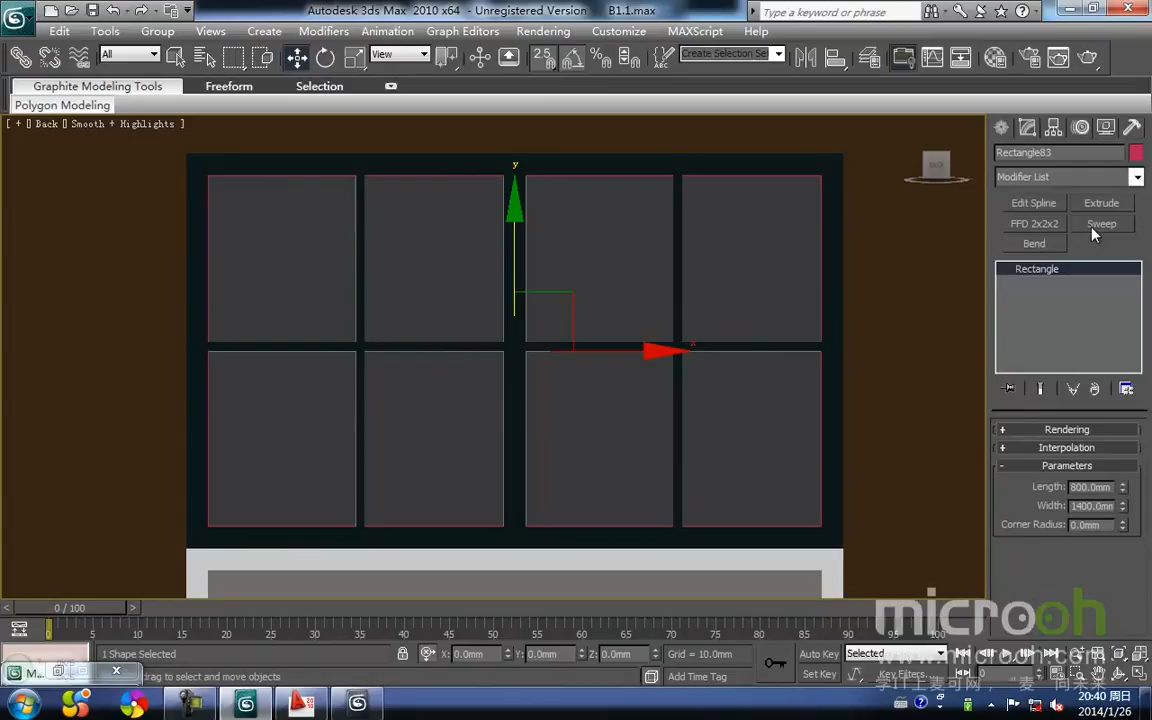 Autodesk 3ds Max 2010 x64 - Unregistered Version B1.1.max
Type a keyword or phrase
Edit Tools Group Views Create Modifiers Animation Graph Editors Rendering Customize MAXScript Help
All
View
2.5
Create Selection Se
Graphite Modeling Tools Freeform Selection
Polygon Modeling
[ + ] Back [] Smooth + Highlights ]
y
x
Rectangle83
Modifier List
Edit Spline Extrude
FFD 2x2x2 Sweep
Bend
Rectangle
+ Rendering
+ Interpolation
- Parameters
Length: 800.0mm
Width: 1400.0mm
Corner Radius: 0.0mm
microoh
www.microoh.com
0 / 100
0 5 10 15 20 25 30 35 40 45 50 55 60 65 70 75 80 85 90 95 100
1 Shape Selected X: 0.0mm Y: 0.0mm Z: 0.0mm Grid = 10.0mm Auto Key Selected
drag to select and move objects Add Time Tag Set Key Key Filters... 0
20:40 周日
2014/1/26